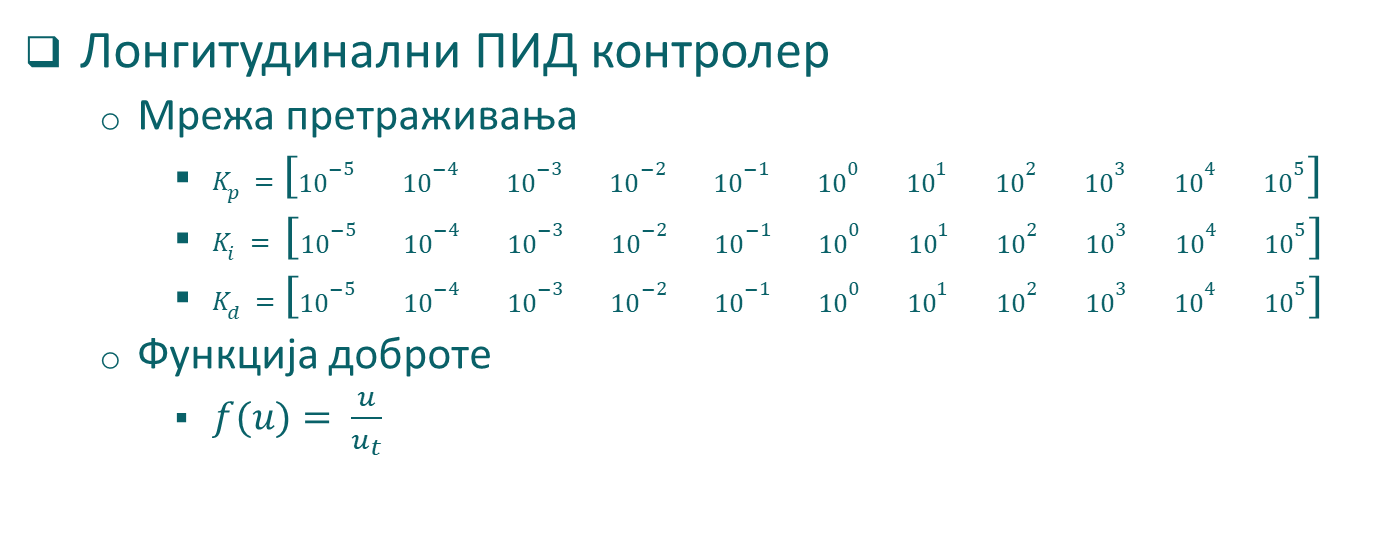 ❑ Лонгитудинални ПИД контролер
○ Мрежа претраживања
▪ K_p = [10^−5 10^−4 10^−3 10^−2 10^−1 10^0 10^1 10^2 10^3 10^4 10^5]
▪ K_i = [10^−5 10^−4 10^−3 10^−2 10^−1 10^0 10^1 10^2 10^3 10^4 10^5]
▪ K_d = [10^−5 10^−4 10^−3 10^−2 10^−1 10^0 10^1 10^2 10^3 10^4 10^5]
○ Функција доброте
▪ f(u) = u/u_t